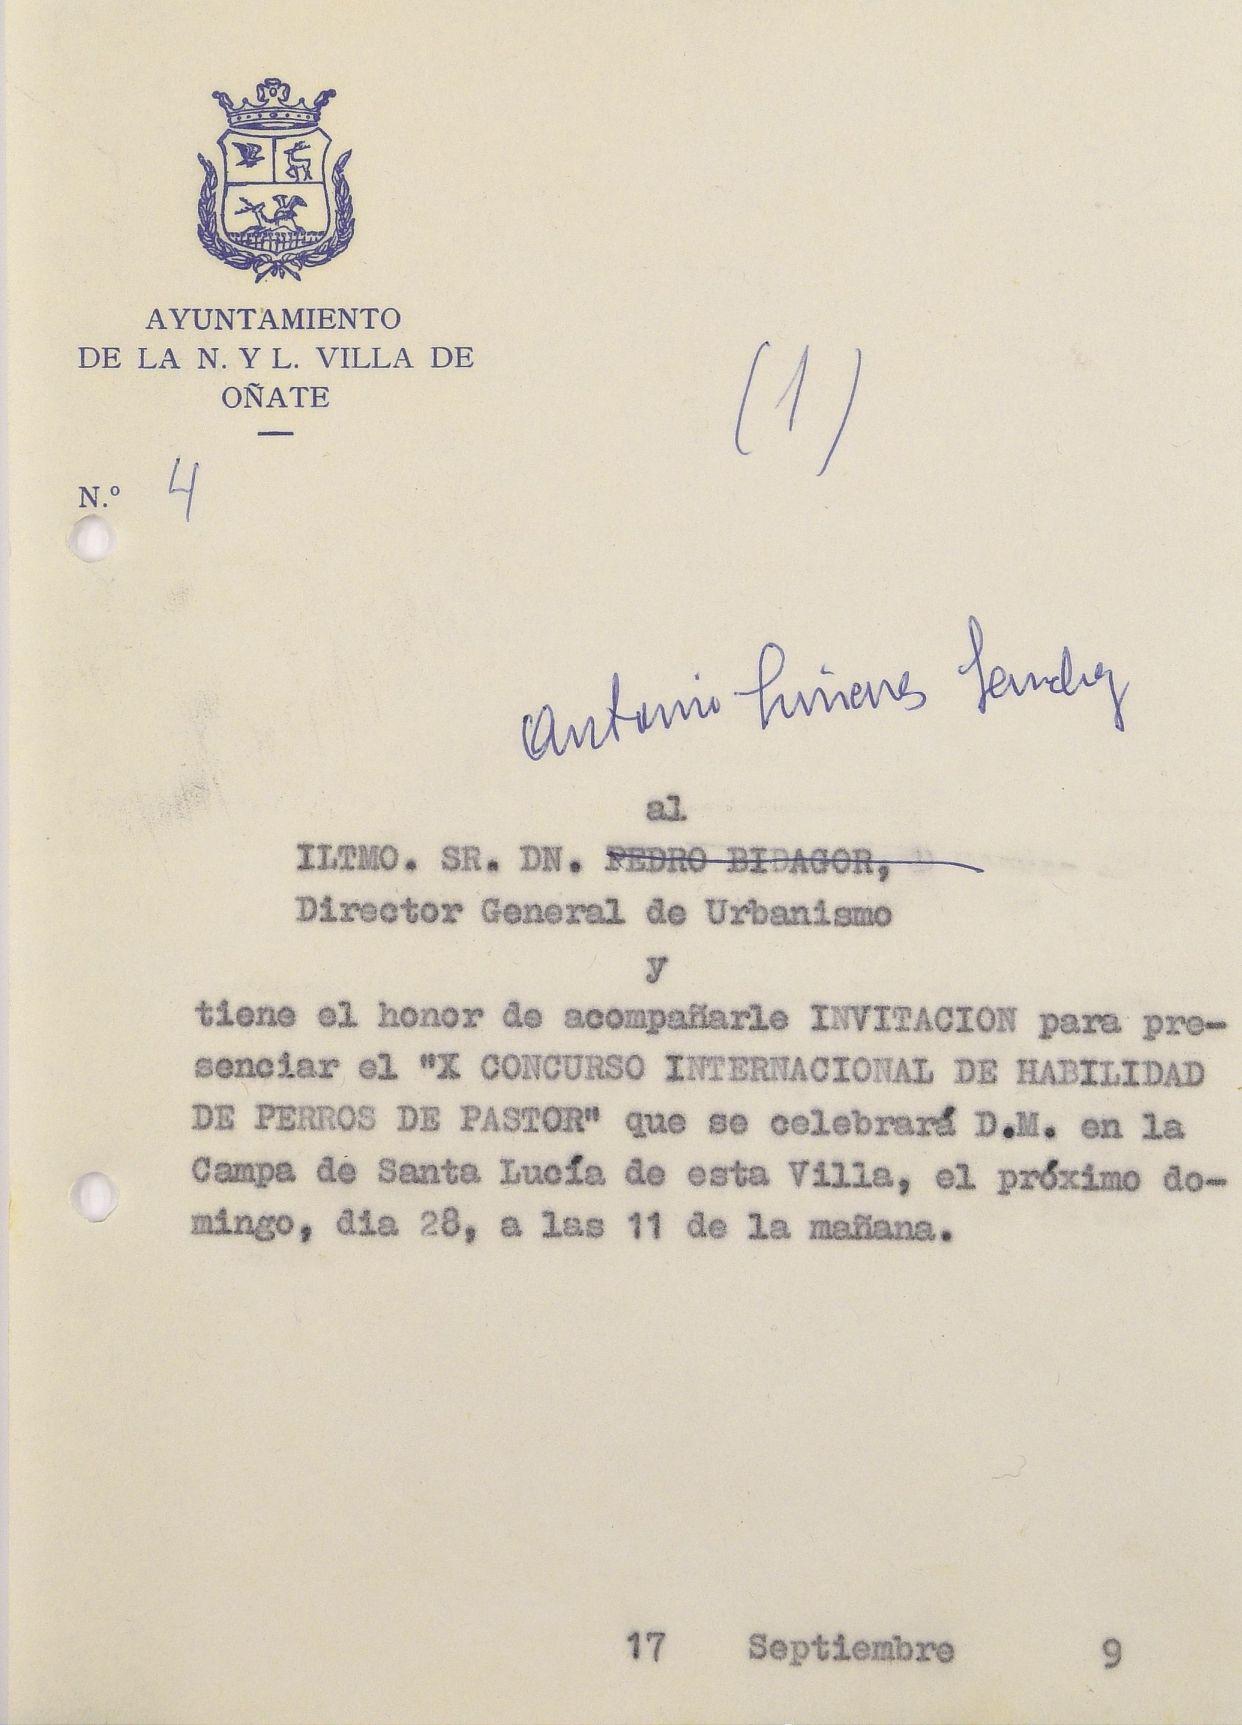 AYUNTAMIENTO
DE LA N. Y L. VILLA DE
OÑATE
(1)
N.º 4
Antonio Liñares
al
ILTMO. SR. DN. PEDRO BIDAGOR,
Director General de Urbanismo
y
tiene el honor de acompañarle INVITACION para pre-
senciar el "X CONCURSO INTERNACIONAL DE HABILIDAD
DE PERROS DE PASTOR" que se celebrará D.M. en la
Campa de Santa Lucía de esta Villa, el próximo do-
mingo, dia 28, a las 11 de la mañana.
17 Septiembre 9